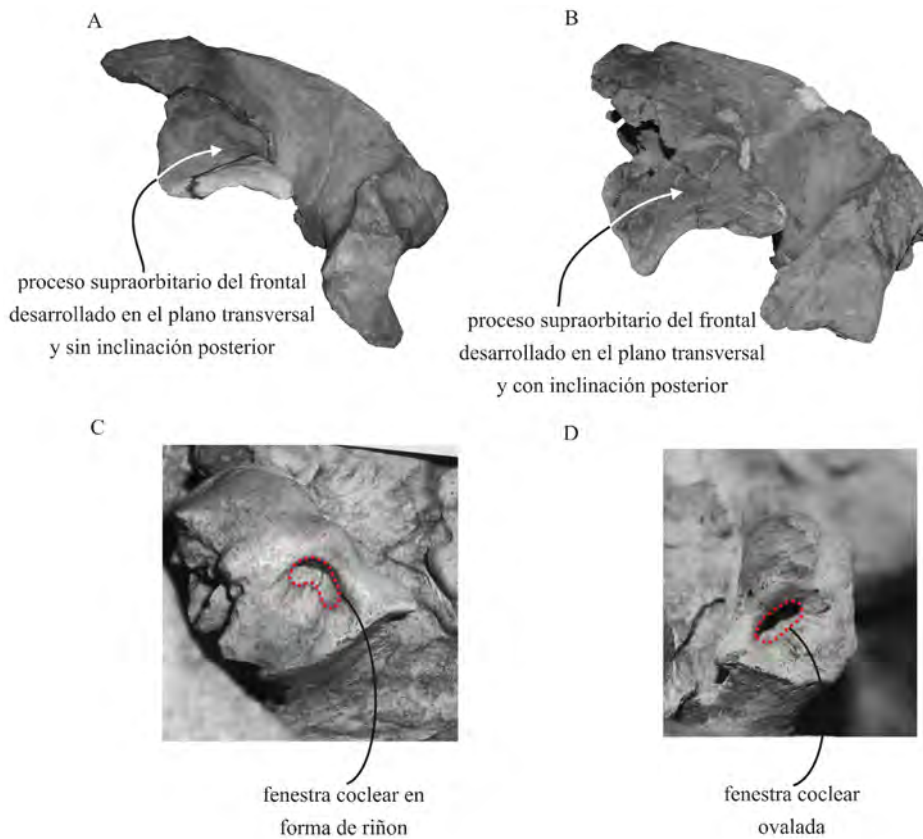 A
B
proceso supraorbitario del frontal
desarrollado en el plano transversal
y sin inclinación posterior
proceso supraorbitario del frontal
desarrollado en el plano transversal
y con inclinación posterior
C
D
fenestra coclear en
forma de riñon
fenestra coclear
ovalada